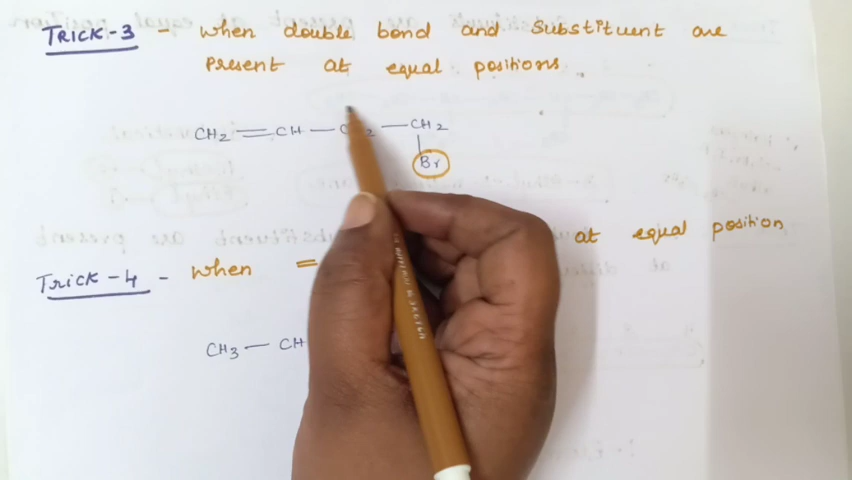 TRICK-3 - when double bond and substituent are
present at equal positions
CH2 = CH — CH2 — CH2
Br
Trick-4 - when = at equal position
CH3 — CH